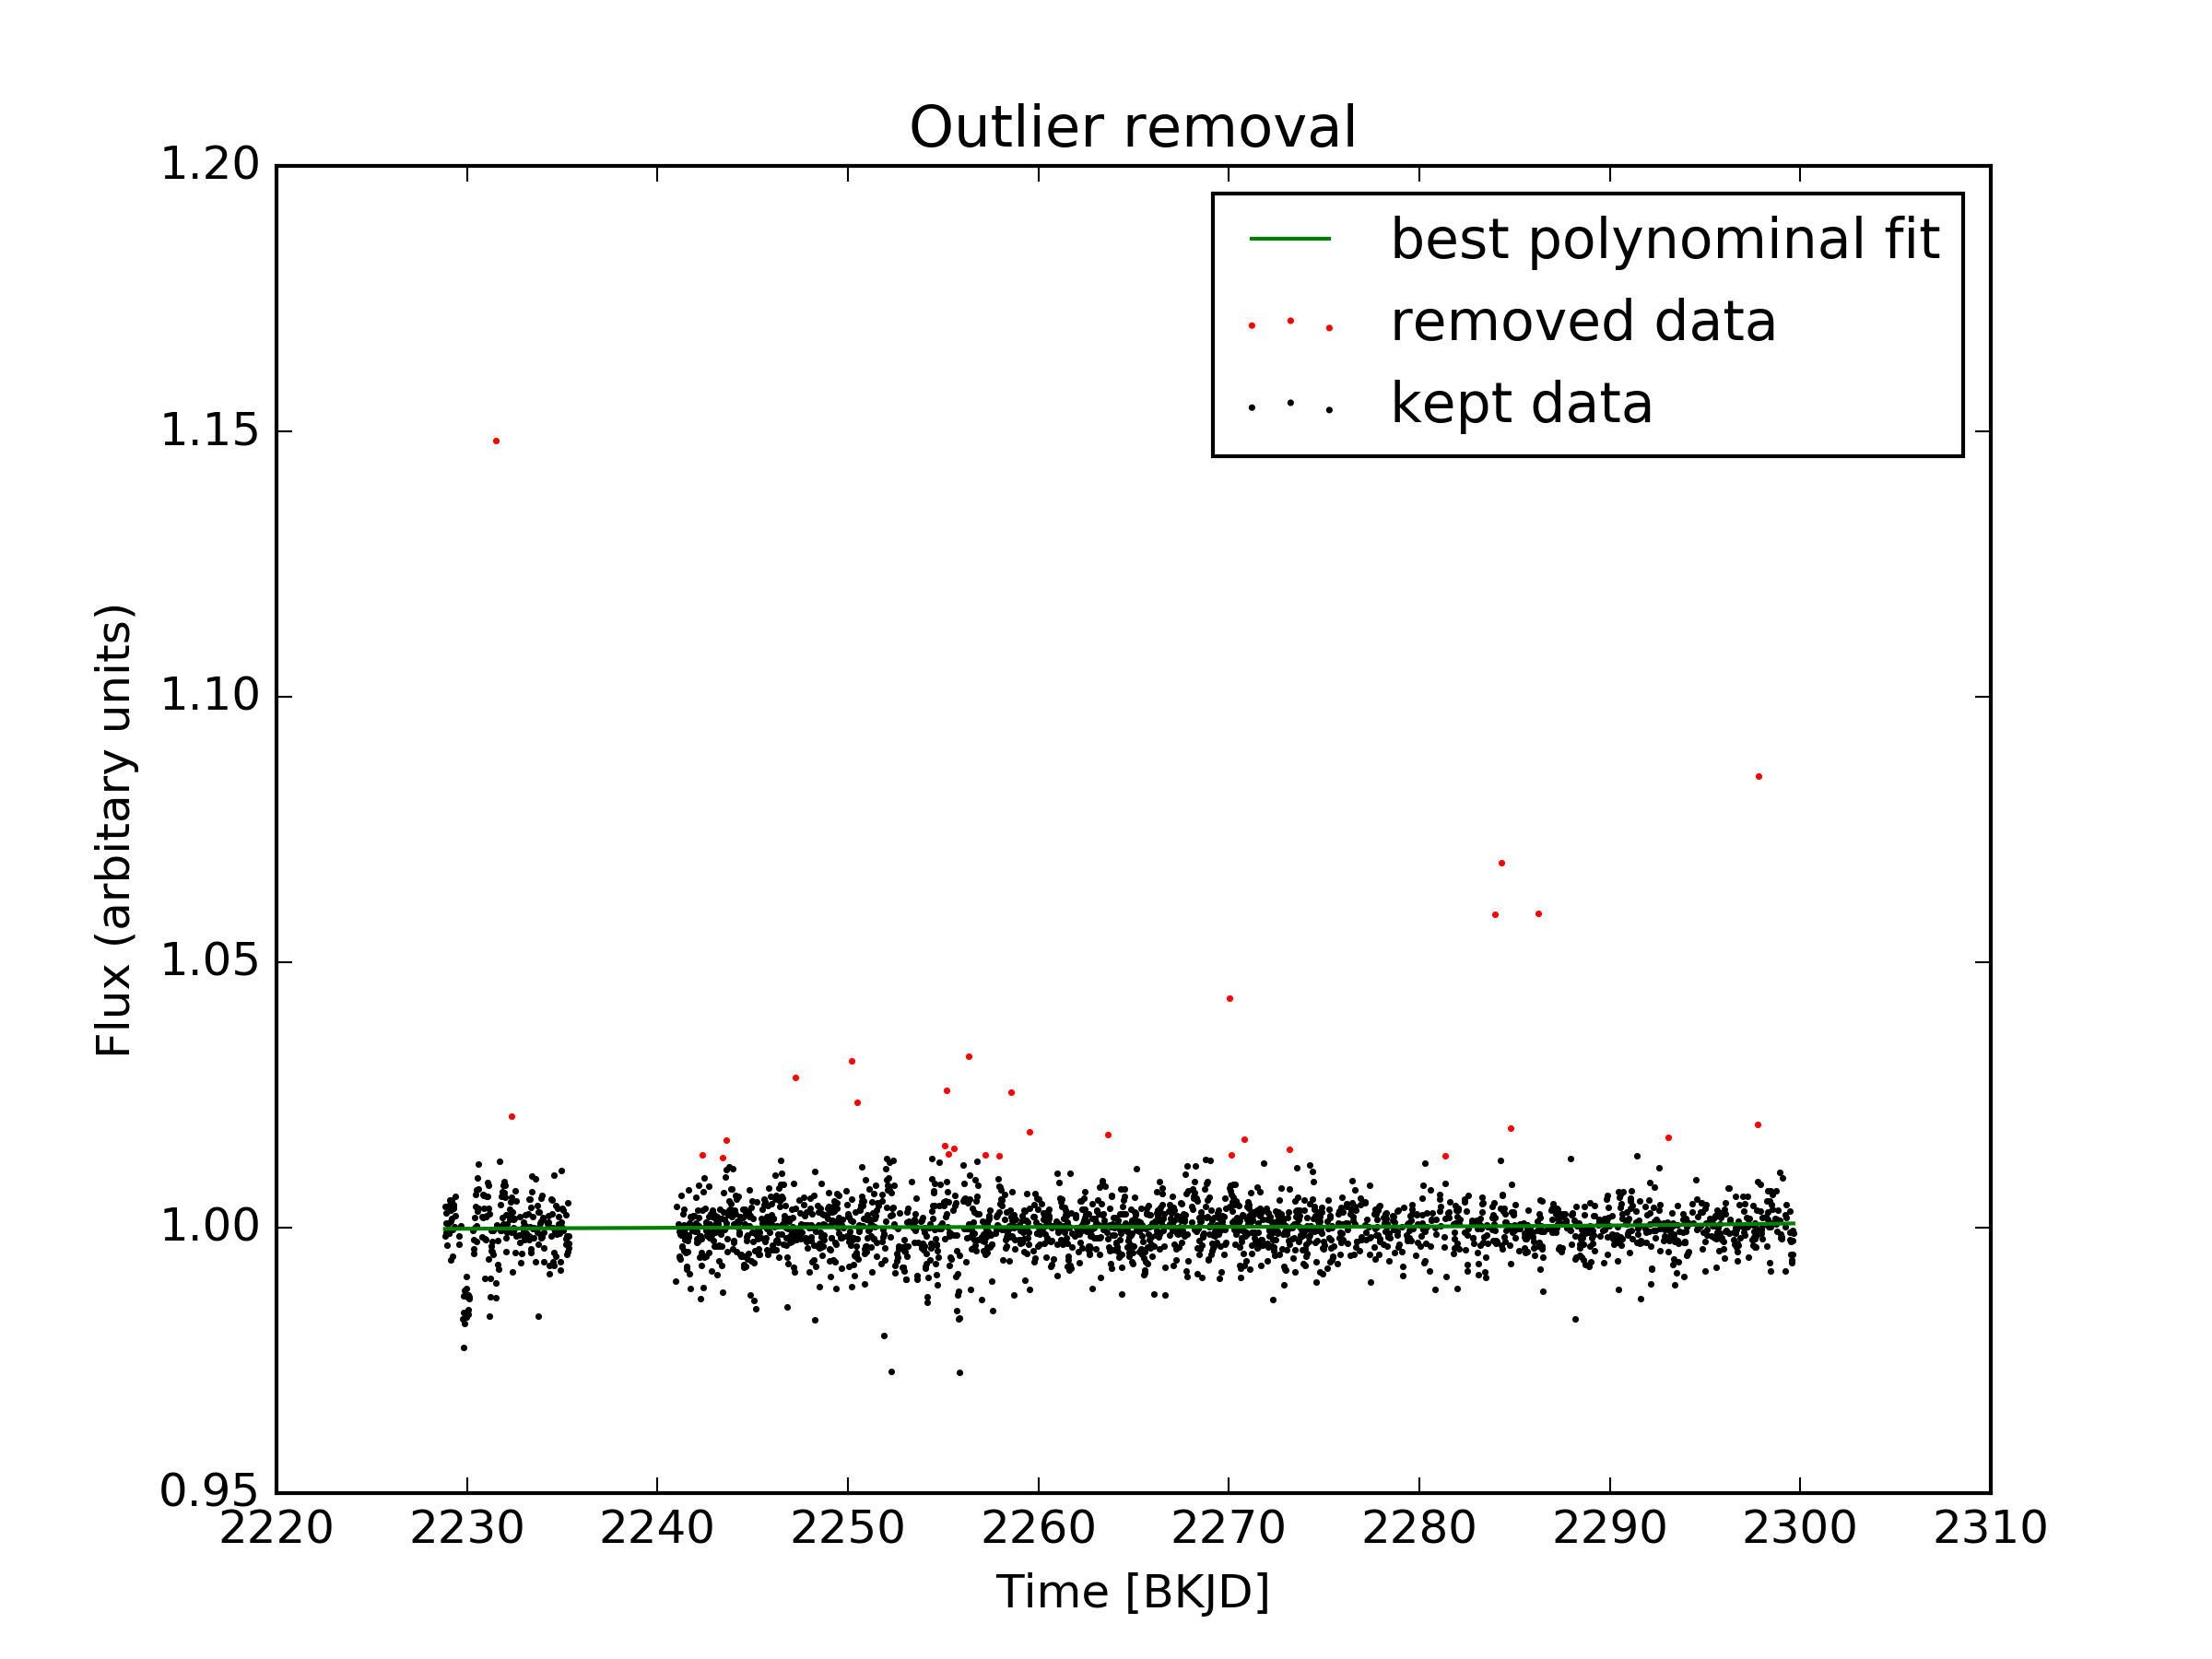 Outlier removal
best polynominal fit
removed data
kept data
1.20
1.15
1.10
1.05
1.00
0.95
Flux (arbitary units)
2220 2230 2240 2250 2260 2270 2280 2290 2300 2310
Time [BKJD]